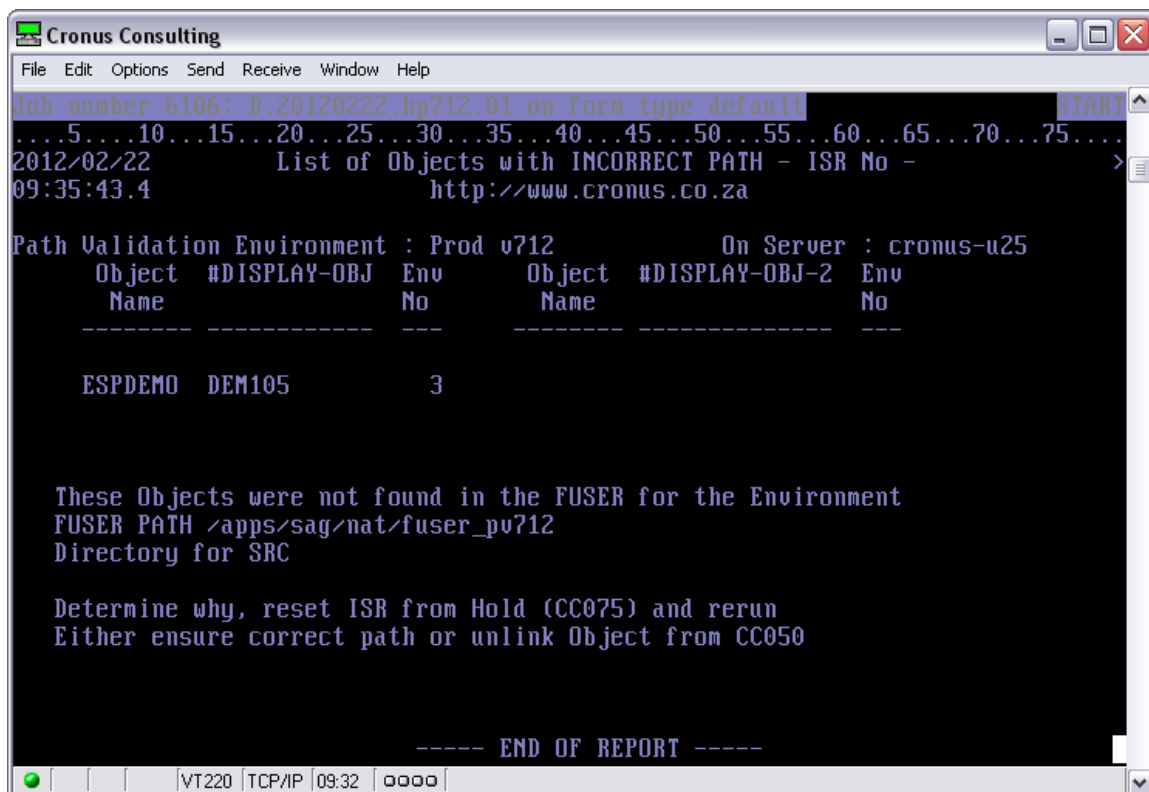 Cronus Consulting
File Edit Options Send Receive Window Help
Job number 6106: D.20120222.hp712.01 on form type default START
....5....10...15...20...25...30...35...40...45...50...55...60...65...70...75....
2012/02/22 List of Objects with INCORRECT PATH - ISR No - >
09:35:43.4 http://www.cronus.co.za
Path Validation Environment : Prod v712 On Server : cronus-u25
Object #DISPLAY-OBJ Env Object #DISPLAY-OBJ-2 Env
Name No Name No
-------- ------------ --- -------- -------------- ---
ESPDEMO DEM105 3
These Objects were not found in the FUSER for the Environment
FUSER PATH /apps/sag/nat/fuser_pv712
Directory for SRC
Determine why, reset ISR from Hold (CC075) and rerun
Either ensure correct path or unlink Object from CC050
----- END OF REPORT -----
VT220 TCP/IP 09:32